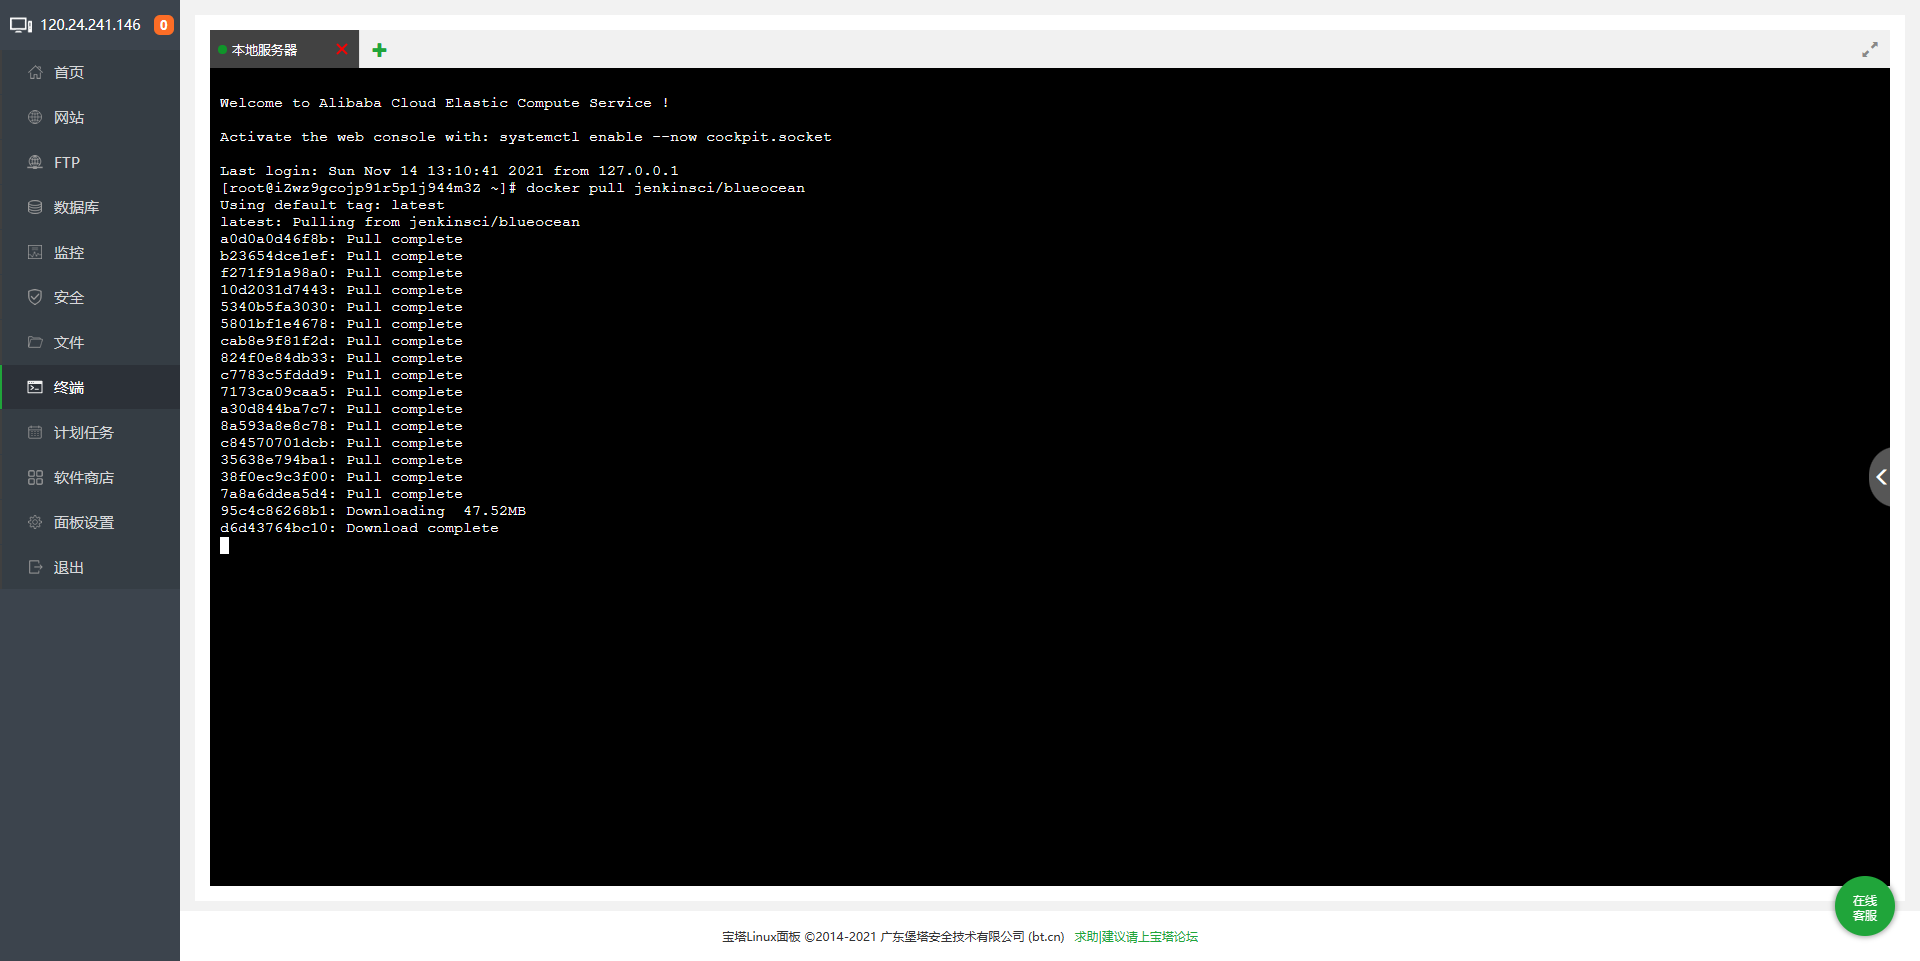 120.24.241.146 0
首页
网站
FTP
数据库
监控
安全
文件
终端
计划任务
软件商店
面板设置
退出
本地服务器
Welcome to Alibaba Cloud Elastic Compute Service !
Activate the web console with: systemctl enable --now cockpit.socket
Last login: Sun Nov 14 13:10:41 2021 from 127.0.0.1
[root@iZwz9gcojp91r5p1j944m3Z ~]# docker pull jenkinsci/blueocean
Using default tag: latest
latest: Pulling from jenkinsci/blueocean
a0d0a0d46f8b: Pull complete
b23654dce1ef: Pull complete
f271f91a98a0: Pull complete
10d2031d7443: Pull complete
5340b5fa3030: Pull complete
5801bf1e4678: Pull complete
cab8e9f81f2d: Pull complete
824f0e84db33: Pull complete
c7783c5fddd9: Pull complete
7173ca09caa5: Pull complete
a30d844ba7c7: Pull complete
8a593a8e8c78: Pull complete
c84570701dcb: Pull complete
35638e794ba1: Pull complete
38f0ec9c3f00: Pull complete
7a8a6ddea5d4: Pull complete
95c4c86268b1: Downloading  47.52MB
d6d43764bc10: Download complete
在线
客服
宝塔Linux面板 ©2014-2021 广东堡塔安全技术有限公司 (bt.cn) 求助|建议请上宝塔论坛